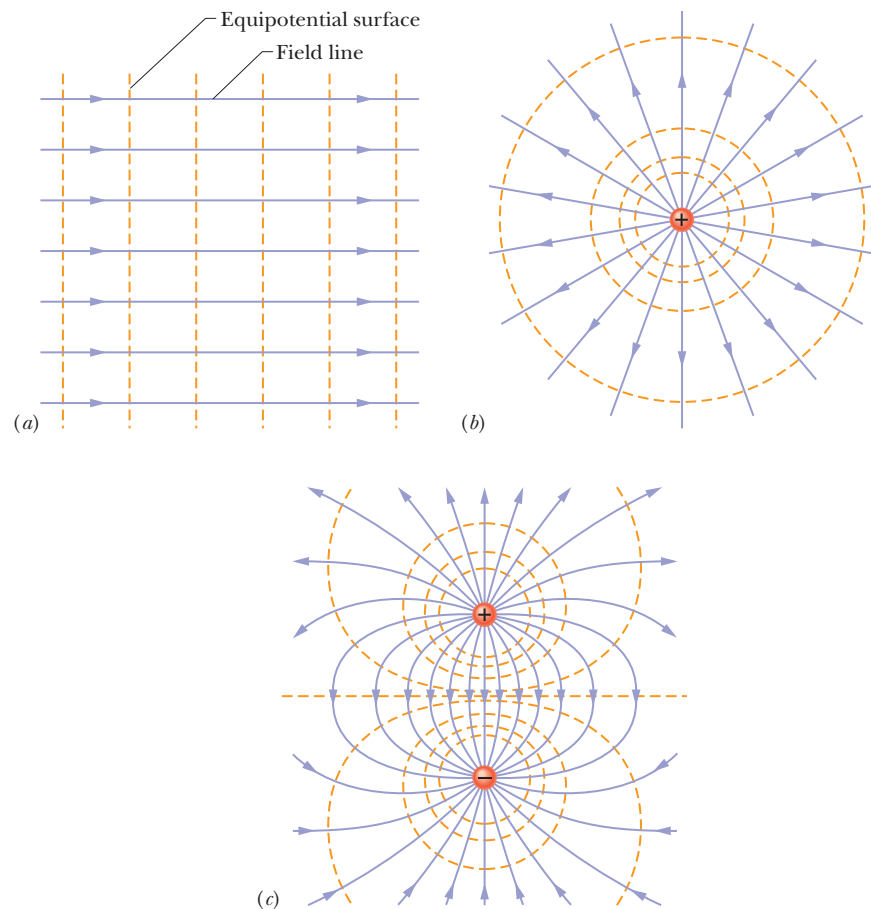 Equipotential surface
Field line
(a)
+
(b)
+
−
(c)